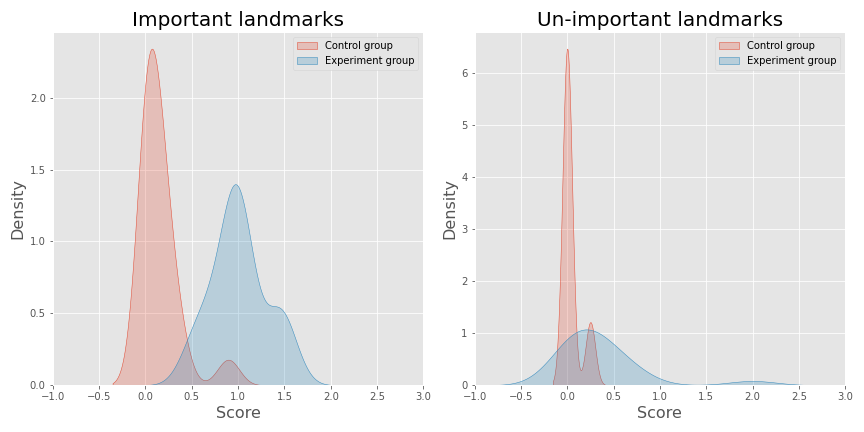 Important landmarks
Control group
Experiment group
Density
2.0
1.5
1.0
0.5
0.0
−1.0 −0.5 0.0 0.5 1.0 1.5 2.0 2.5 3.0
Score
Un-important landmarks
Control group
Experiment group
Density
6
5
4
3
2
1
0
−1.0 −0.5 0.0 0.5 1.0 1.5 2.0 2.5 3.0
Score